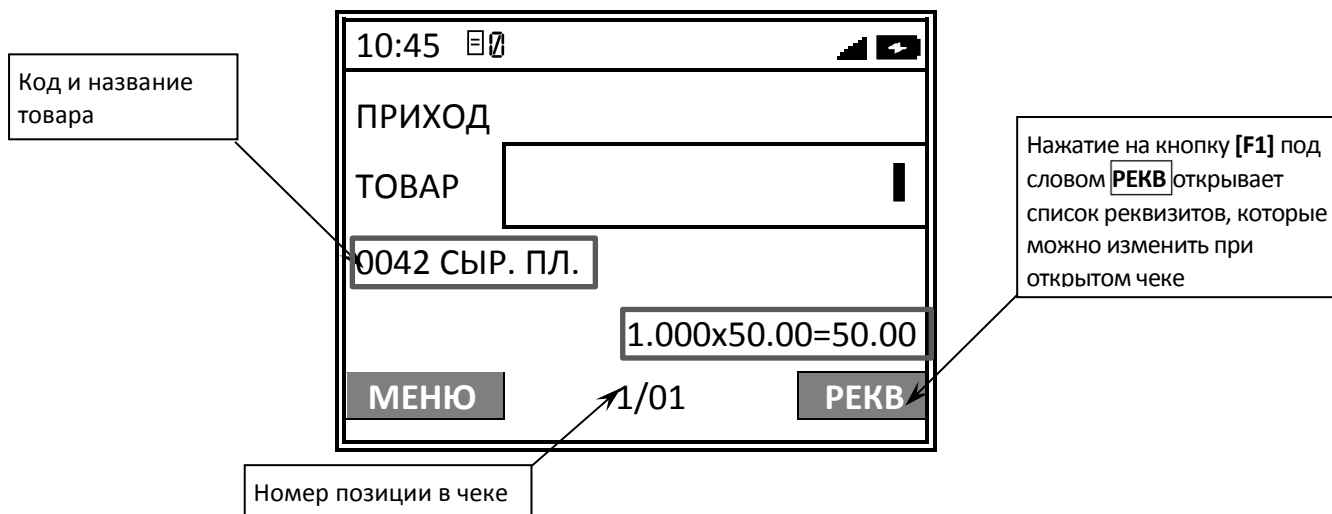 10:45
Код и название
товара
ПРИХОД
ТОВАР
0042 СЫР. ПЛ.
1.000х50.00=50.00
МЕНЮ 1/01 РЕКВ
Нажатие на кнопку [F1] под
словом РЕКВ открывает
список реквизитов, которые
можно изменить при
открытом чеке
Номер позиции в чеке